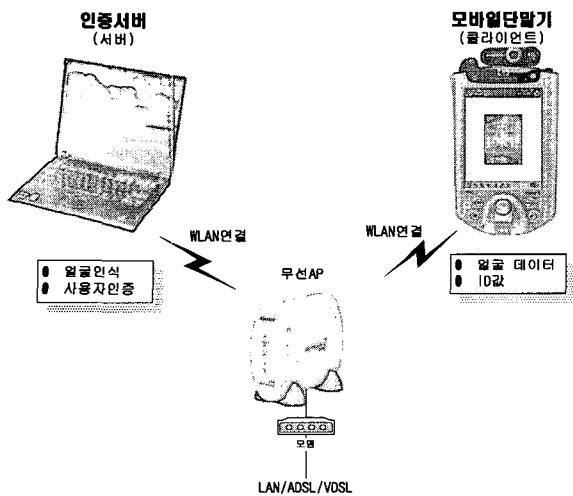 인증서버
(서버)
모바일단말기
(클라이언트)
WLAN연결
WLAN연결
얼굴인식
사용자인증
무선AP
얼굴 데이터
ID값
모뎀
LAN/ADSL/VDSL